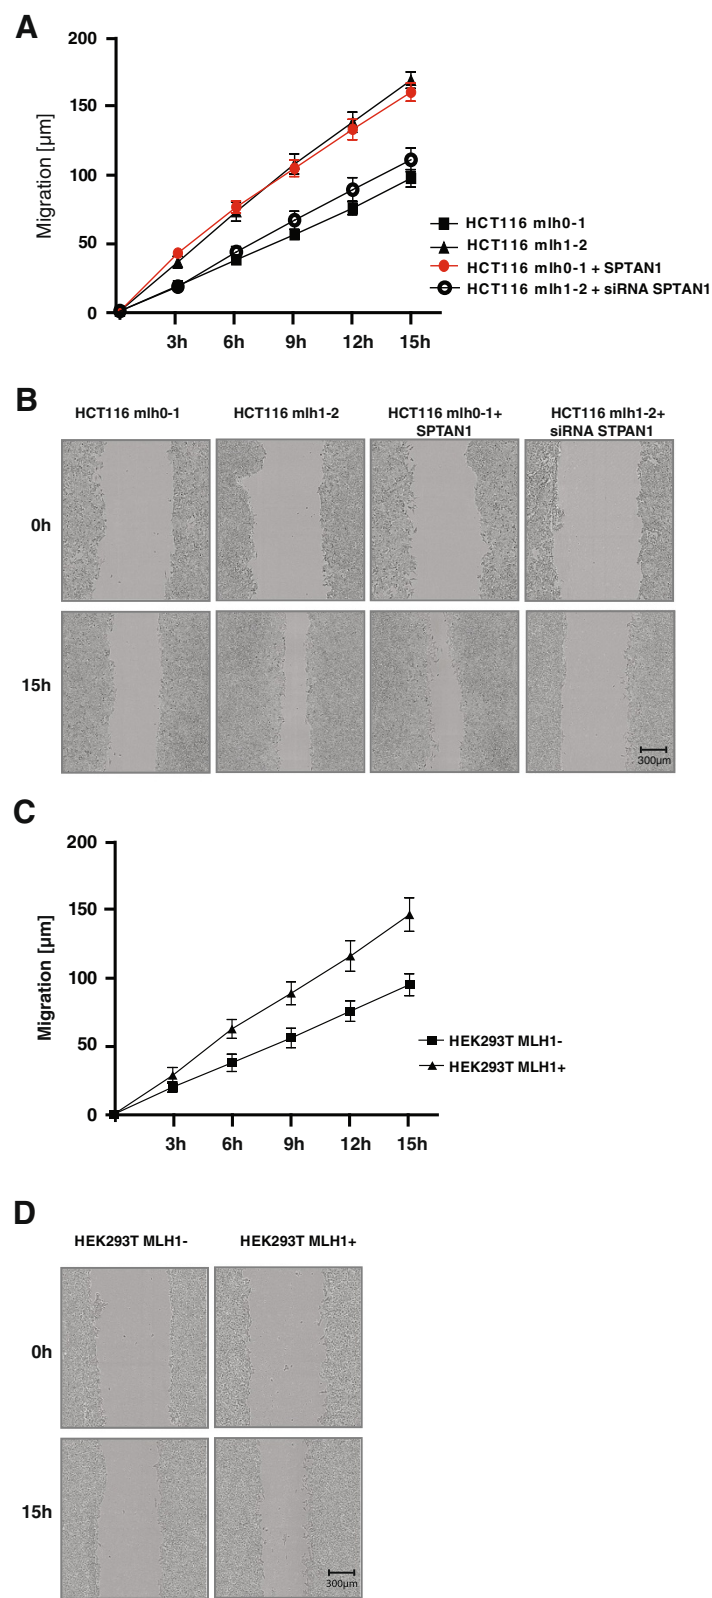 A
200
150
100
50
0
Migration [µm]
3h 6h 9h 12h 15h
HCT116 mlh0-1
HCT116 mlh1-2
HCT116 mlh0-1 + SPTAN1
HCT116 mlh1-2 + siRNA SPTAN1
B
HCT116 mlh0-1
HCT116 mlh1-2
HCT116 mlh0-1+
SPTAN1
HCT116 mlh1-2+
siRNA STPAN1
0h
15h
300µm
C
200
150
100
50
0
Migration [µm]
3h 6h 9h 12h 15h
HEK293T MLH1-
HEK293T MLH1+
D
HEK293T MLH1-
HEK293T MLH1+
0h
15h
300µm